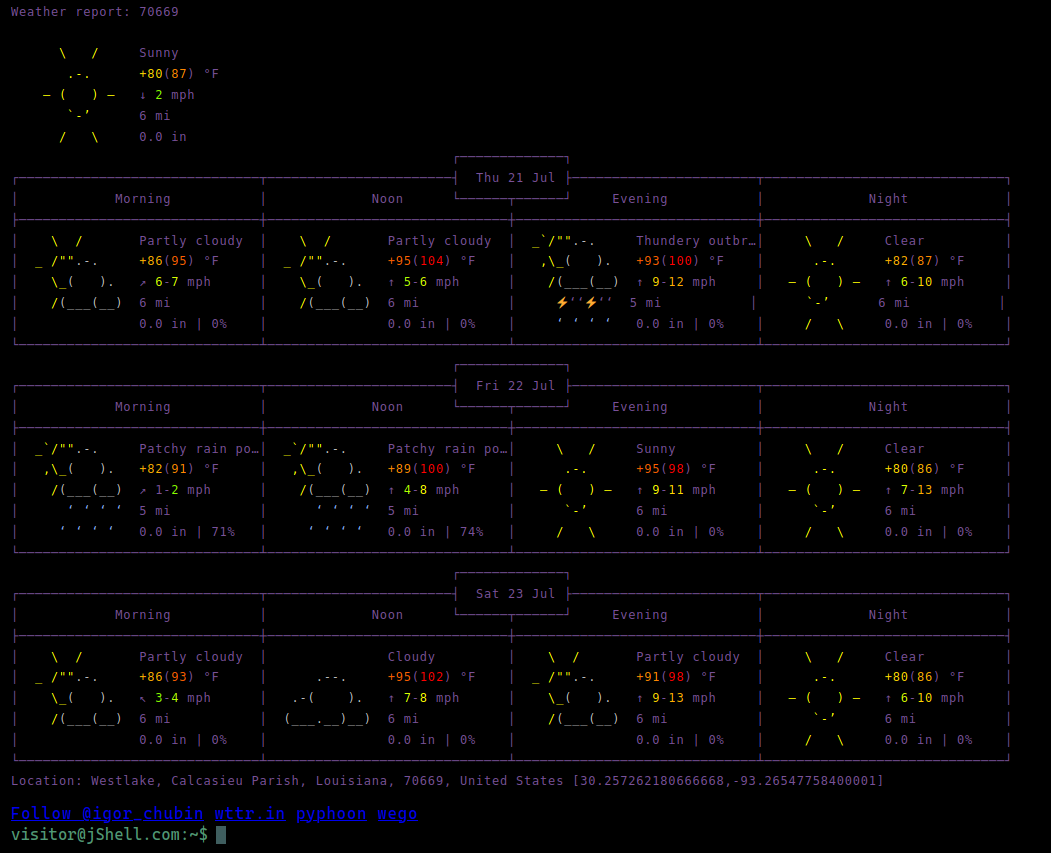 Weather report: 70669
Sunny
+80(87) °F
↓ 2 mph
6 mi
0.0 in
Thu 21 Jul
Morning Noon Evening Night
Partly cloudy Partly cloudy Thundery outbr… Clear
+86(95) °F +95(104) °F +93(100) °F +82(87) °F
↗ 6-7 mph ↑ 5-6 mph ↑ 9-12 mph ↑ 6-10 mph
6 mi 6 mi 5 mi 6 mi
0.0 in | 0% 0.0 in | 0% 0.0 in | 0% 0.0 in | 0%
Fri 22 Jul
Morning Noon Evening Night
Patchy rain po… Patchy rain po… Sunny Clear
+82(91) °F +89(100) °F +95(98) °F +80(86) °F
↗ 1-2 mph ↑ 4-8 mph ↑ 9-11 mph ↑ 7-13 mph
5 mi 5 mi 6 mi 6 mi
0.0 in | 71% 0.0 in | 74% 0.0 in | 0% 0.0 in | 0%
Sat 23 Jul
Morning Noon Evening Night
Partly cloudy Cloudy Partly cloudy Clear
+86(93) °F +95(102) °F +91(98) °F +80(86) °F
↖ 3-4 mph ↑ 7-8 mph ↑ 9-13 mph ↑ 6-10 mph
6 mi 6 mi 6 mi 6 mi
0.0 in | 0% 0.0 in | 0% 0.0 in | 0% 0.0 in | 0%
Location: Westlake, Calcasieu Parish, Louisiana, 70669, United States [30.257262180666668,-93.26547758400001]
Follow @igor_chubin wttr.in pyphoon wego
visitor@jShell.com:~$